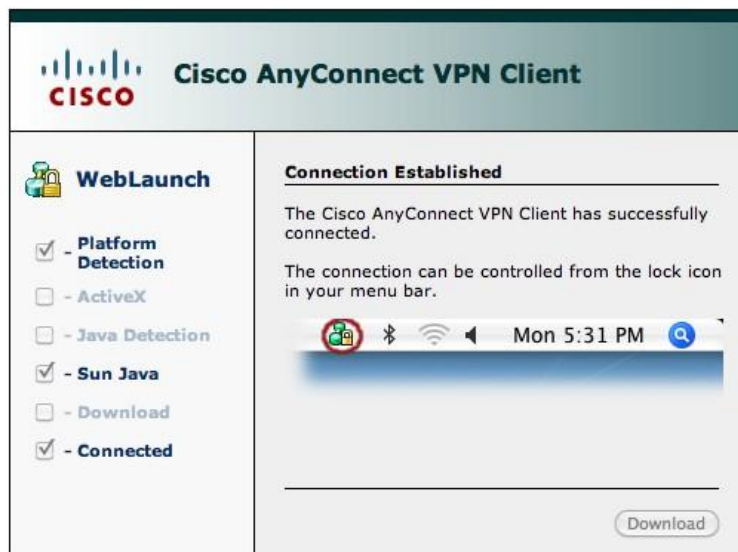 CISCO
Cisco AnyConnect VPN Client
WebLaunch
- Platform
Detection
- ActiveX
- Java Detection
- Sun Java
- Download
- Connected
Connection Established
The Cisco AnyConnect VPN Client has successfully
connected.
The connection can be controlled from the lock icon
in your menu bar.
Mon 5:31 PM
Download